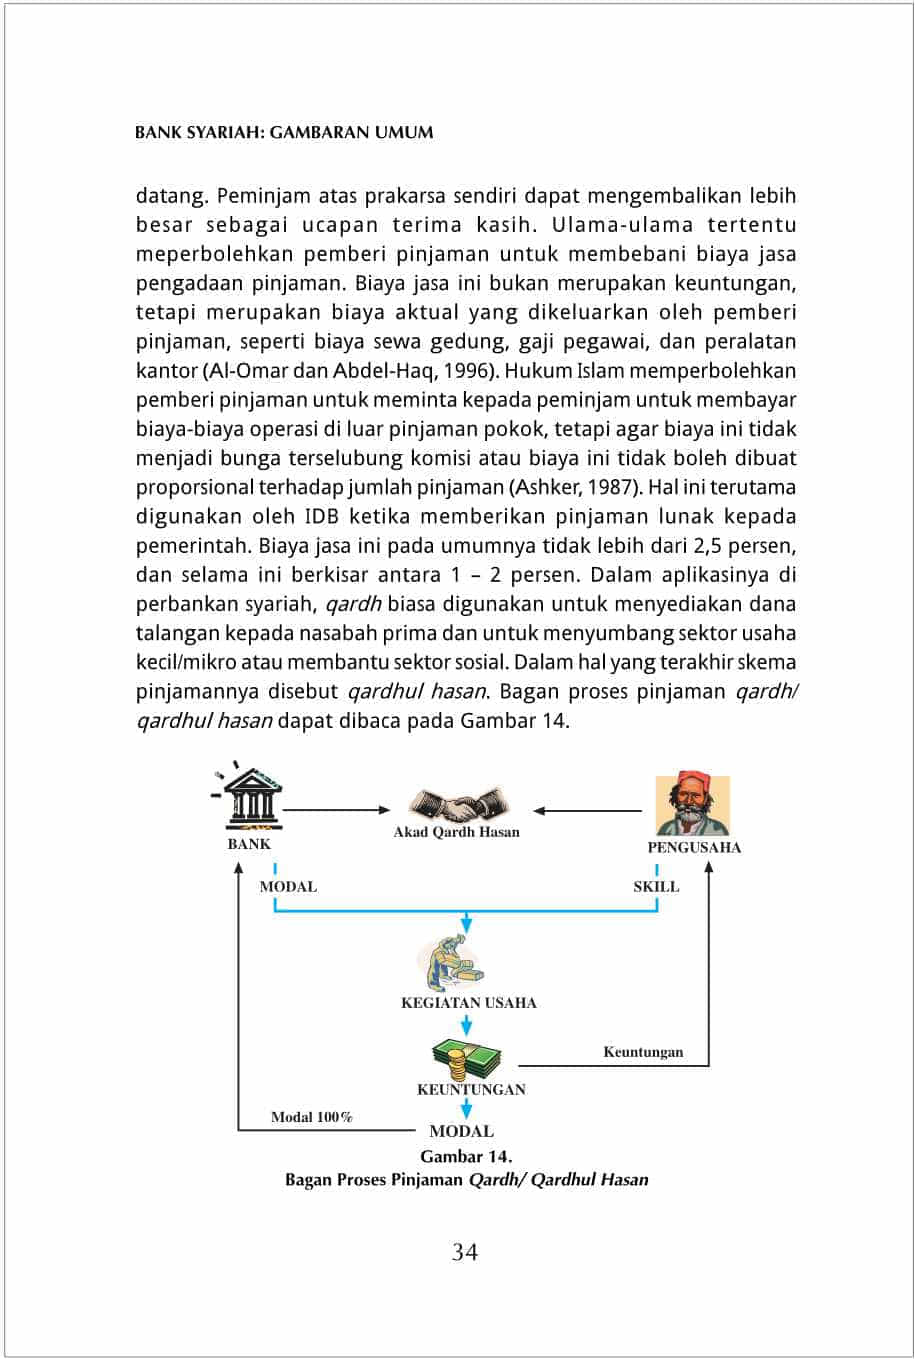 BANK SYARIAH: GAMBARAN UMUM
datang. Peminjam atas prakarsa sendiri dapat mengembalikan lebih
besar sebagai ucapan terima kasih. Ulama-ulama tertentu
meperbolehkan pemberi pinjaman untuk membebani biaya jasa
pengadaan pinjaman. Biaya jasa ini bukan merupakan keuntungan,
tetapi merupakan biaya aktual yang dikeluarkan oleh pemberi
pinjaman, seperti biaya sewa gedung, gaji pegawai, dan peralatan
kantor (Al-Omar dan Abdel-Haq, 1996). Hukum Islam memperbolehkan
pemberi pinjaman untuk meminta kepada peminjam untuk membayar
biaya-biaya operasi di luar pinjaman pokok, tetapi agar biaya ini tidak
menjadi bunga terselubung komisi atau biaya ini tidak boleh dibuat
proporsional terhadap jumlah pinjaman (Ashker, 1987). Hal ini terutama
digunakan oleh IDB ketika memberikan pinjaman lunak kepada
pemerintah. Biaya jasa ini pada umumnya tidak lebih dari 2,5 persen,
dan selama ini berkisar antara 1 – 2 persen. Dalam aplikasinya di
perbankan syariah, qardh biasa digunakan untuk menyediakan dana
talangan kepada nasabah prima dan untuk menyumbang sektor usaha
kecil/mikro atau membantu sektor sosial. Dalam hal yang terakhir skema
pinjamannya disebut qardhul hasan. Bagan proses pinjaman qardh/
qardhul hasan dapat dibaca pada Gambar 14.
Akad Qardh Hasan
BANK
PENGUSAHA
MODAL
SKILL
KEGIATAN USAHA
Keuntungan
KEUNTUNGAN
Modal 100%
MODAL
Gambar 14.
Bagan Proses Pinjaman Qardh/ Qardhul Hasan
34